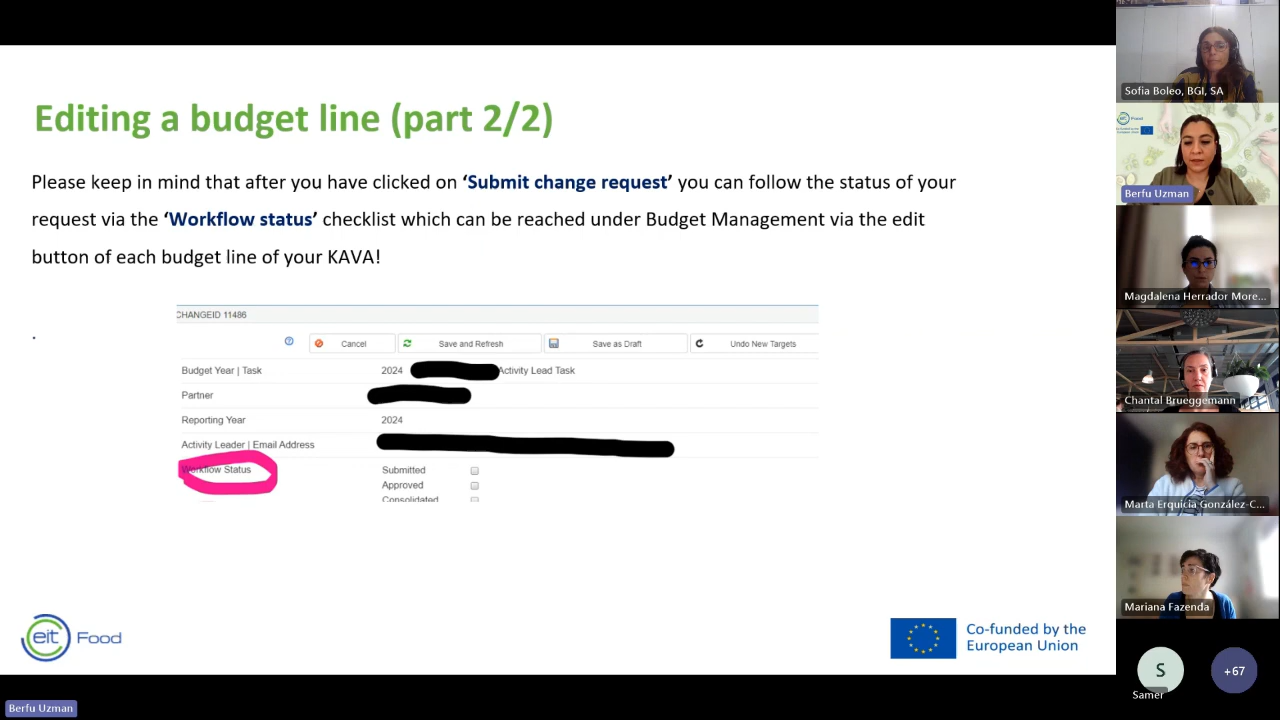 Editing a budget line (part 2/2)
Please keep in mind that after you have clicked on ‘Submit change request’ you can follow the status of your
request via the ‘Workflow status’ checklist which can be reached under Budget Management via the edit
button of each budget line of your KAVA!
CHANGEID 11486
Cancel
Save and Refresh
Save as Draft
Undo New Targets
Budget Year | Task 2024 Activity Lead Task
Partner
Reporting Year 2024
Activity Leader | Email Address
Workflow Status Submitted
Approved
Consolidated
eit Food
Co-funded by the
European Union
Berfu Uzman
Sofia Boleo, BGI, SA
eit Food
Berfu Uzman
Magdalena Herrador More...
Chantal Brueggemann
Marta Erquicia González-C...
Mariana Fazenda
S
Samer
+67